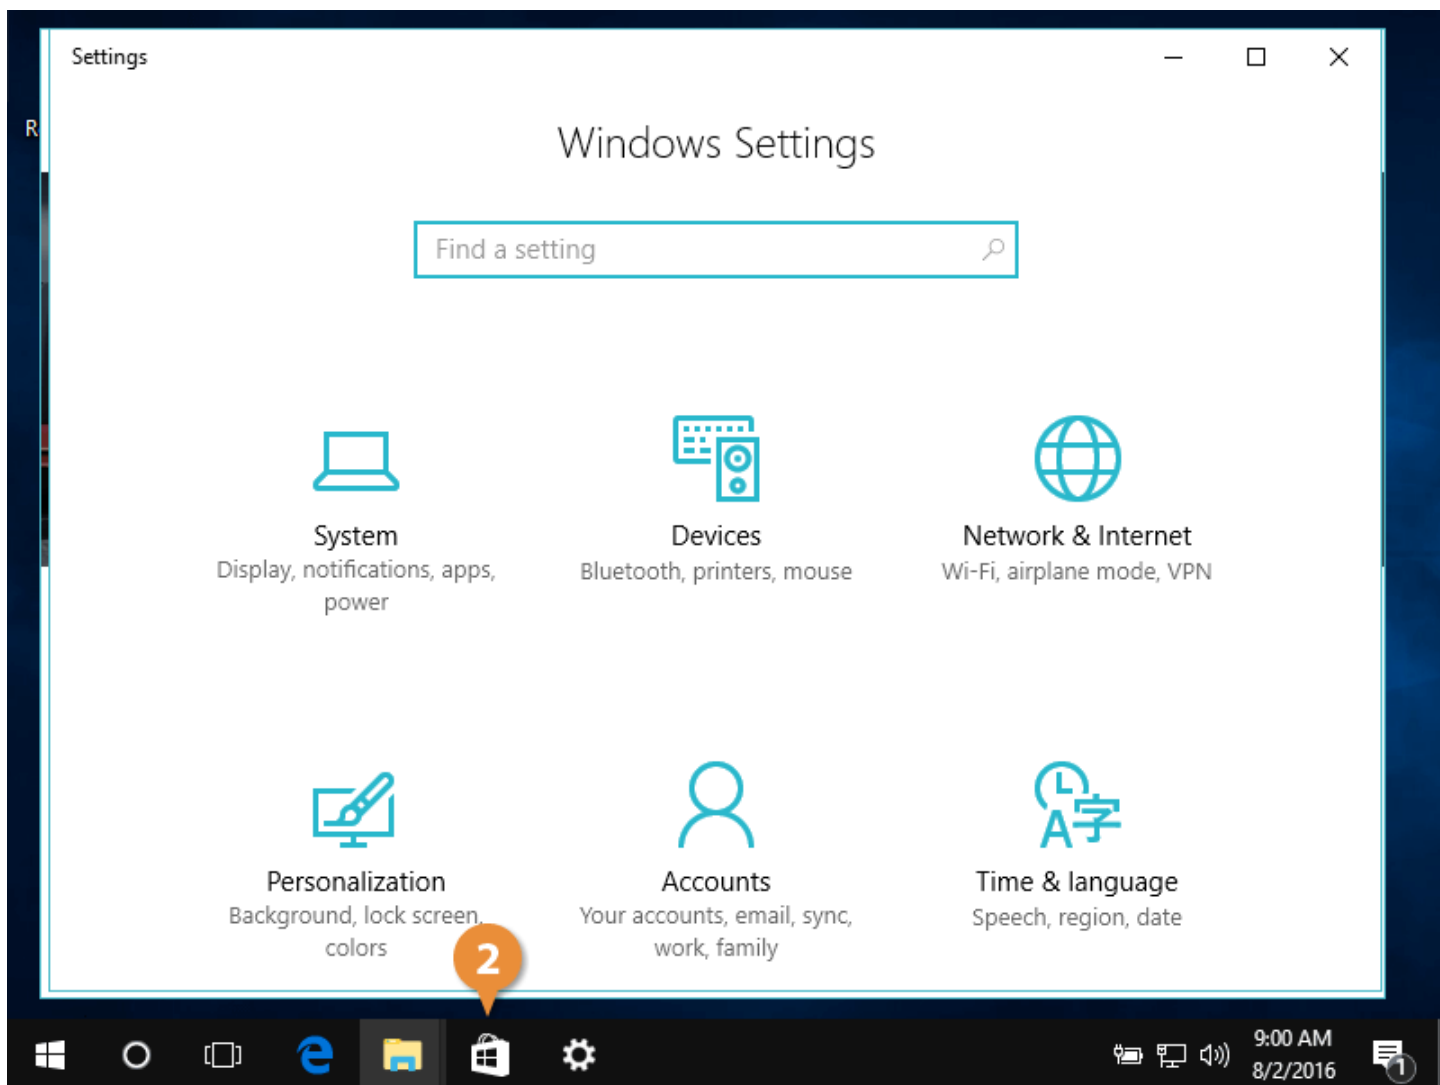 Settings
R
Windows Settings
Find a setting
System
Display, notifications, apps,
power
Devices
Bluetooth, printers, mouse
Network & Internet
Wi-Fi, airplane mode, VPN
Personalization
Background, lock screen,
colors
Accounts
Your accounts, email, sync,
work, family
Time & language
Speech, region, date
2
9:00 AM
8/2/2016
1